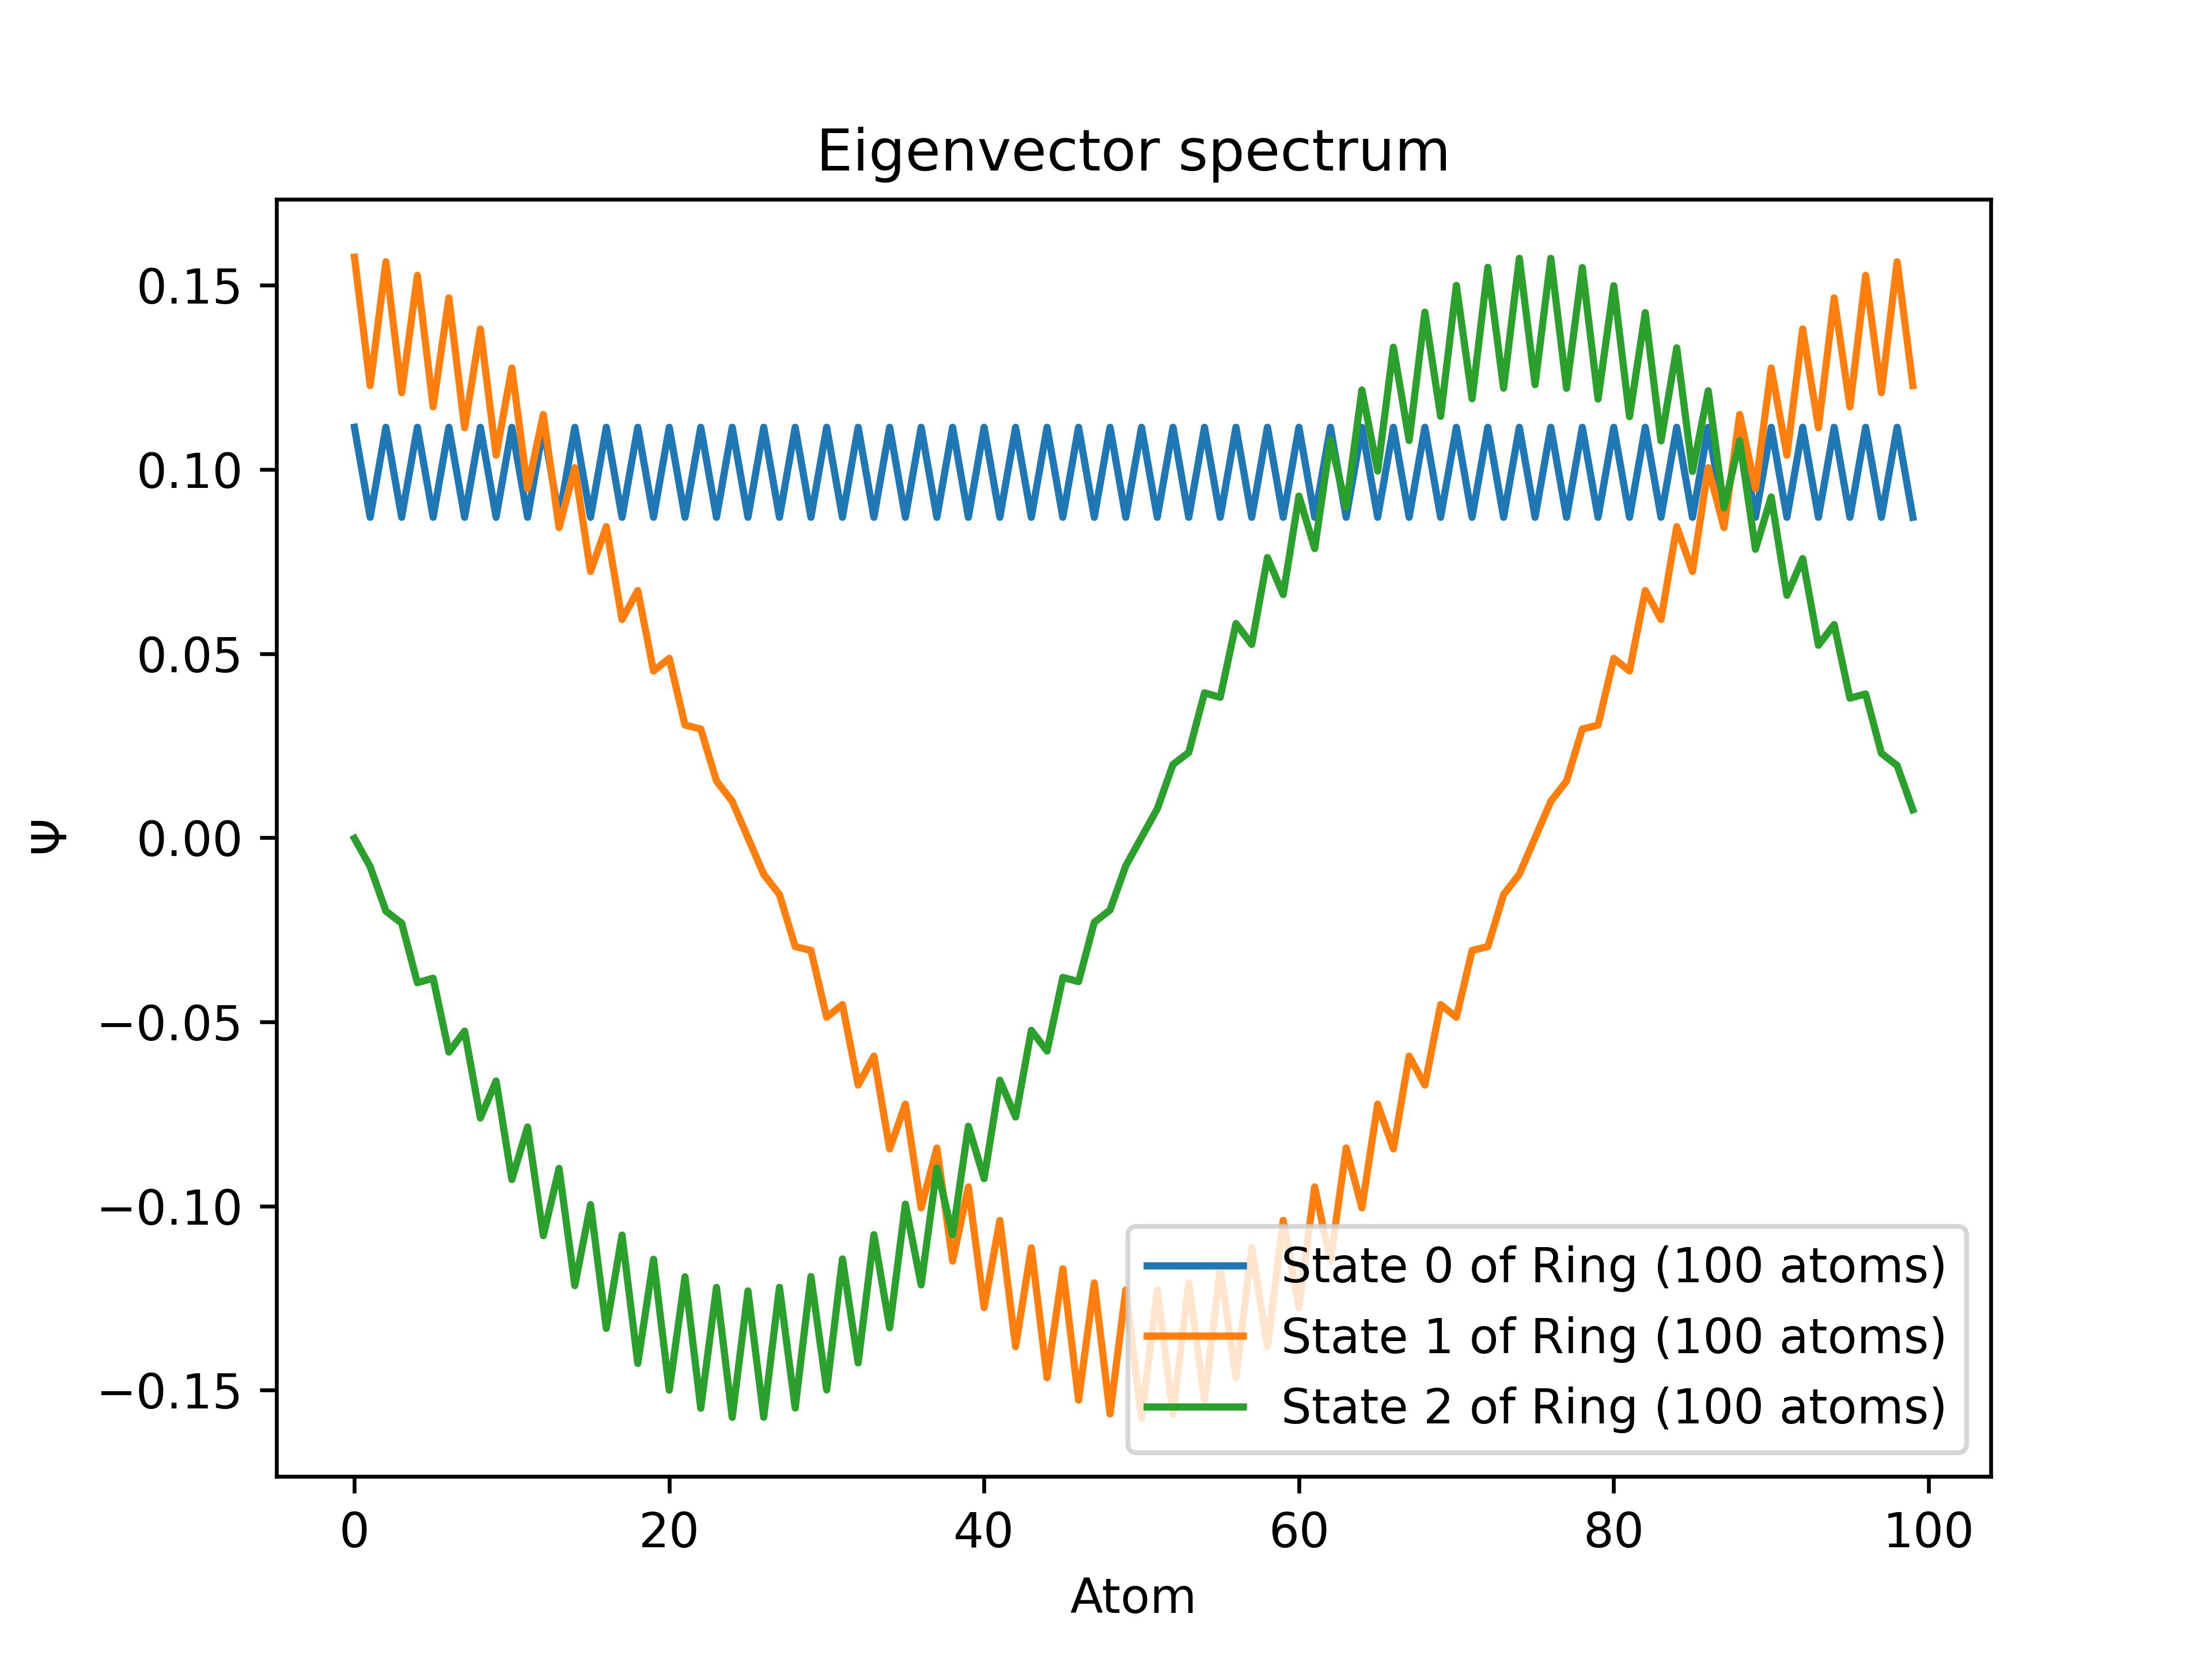 Eigenvector spectrum
0.15
0.10
0.05
0.00
−0.05
−0.10
−0.15
Ψ
State 0 of Ring (100 atoms)
State 1 of Ring (100 atoms)
State 2 of Ring (100 atoms)
0 20 40 60 80 100
Atom